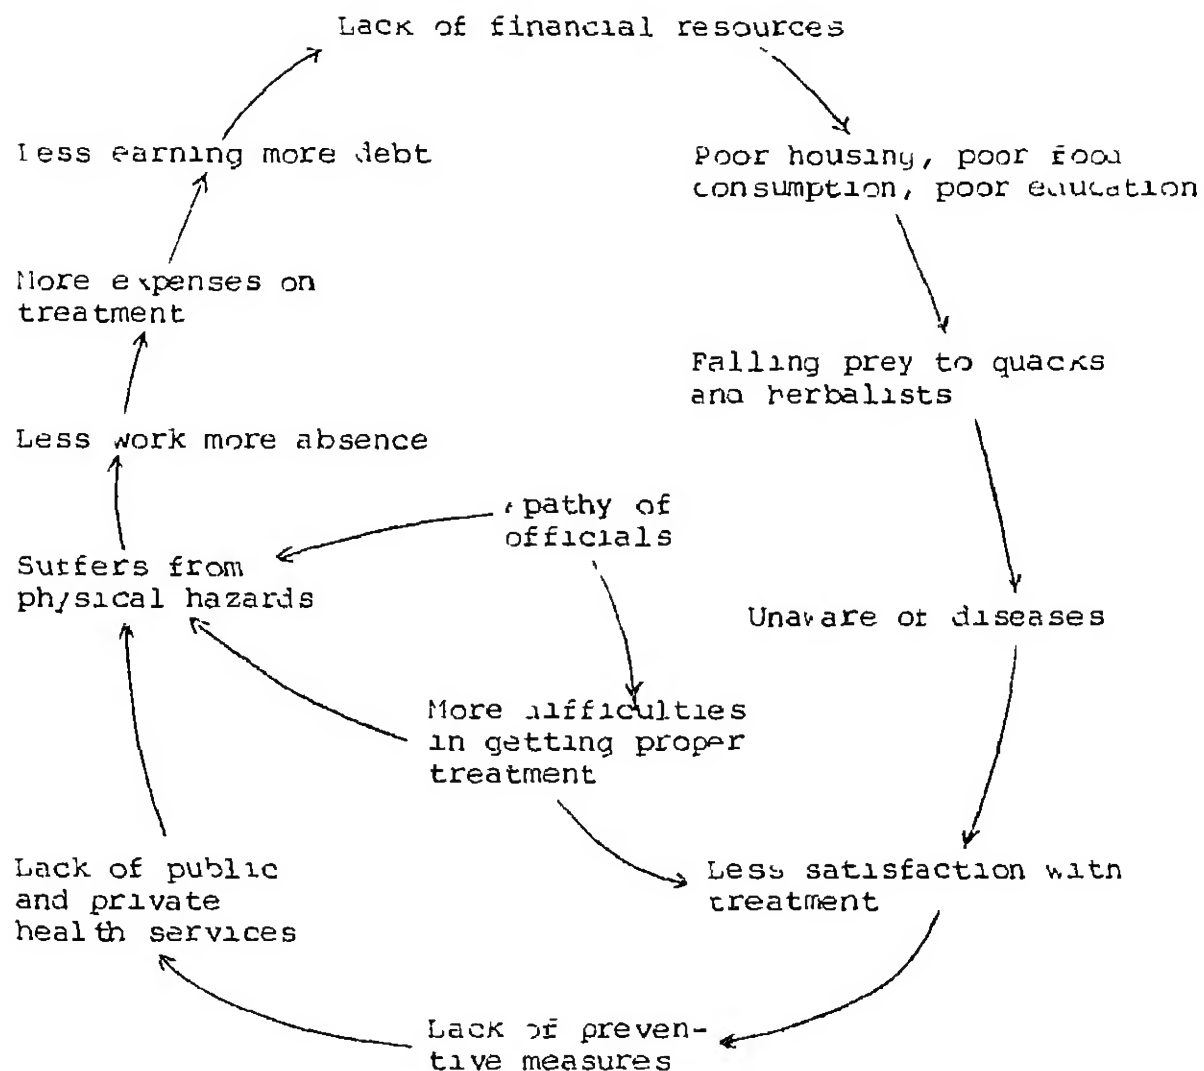 Lack of financial resources
Less earning more debt
Poor housing, poor food
consumption, poor education
More expenses on
treatment
Falling prey to quacks
and herbalists
Less work more absence
Apathy of
officials
Suffers from
physical hazards
Unaware of diseases
More difficulties
in getting proper
treatment
Less satisfaction with
treatment
Lack of public
and private
health services
Lack of preven-
tive measures